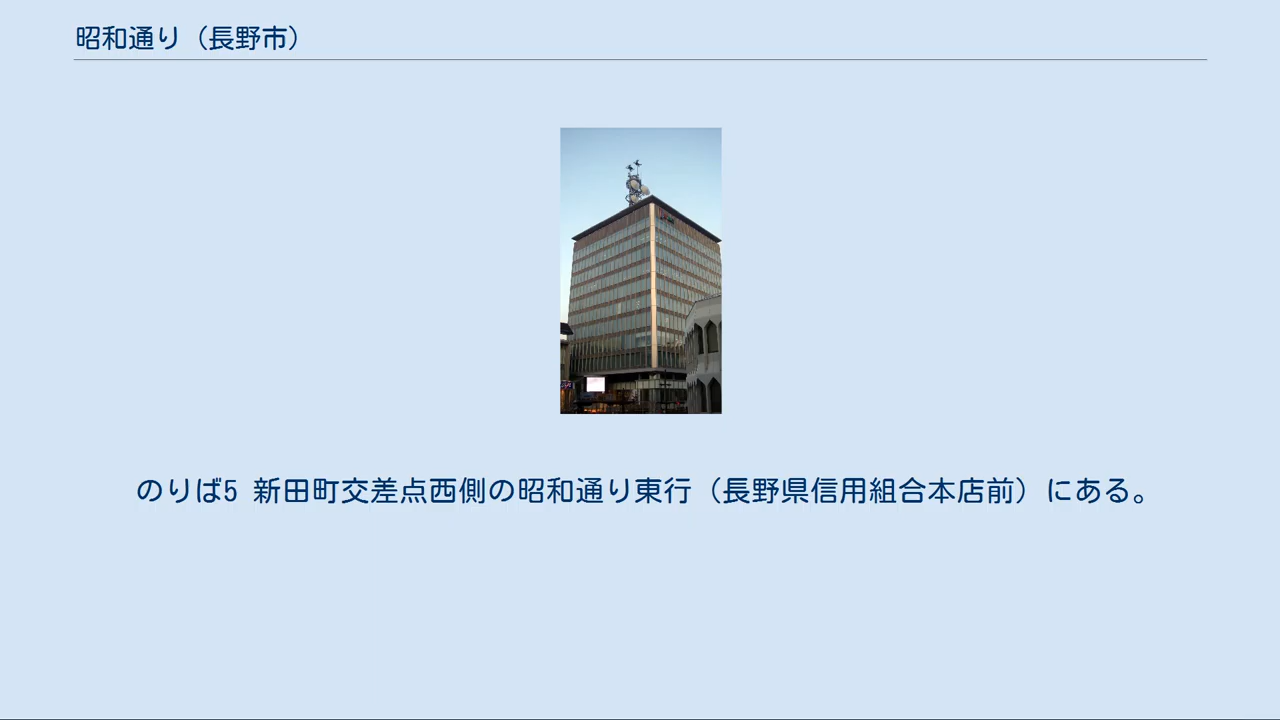 昭和通り（長野市）
のりば5 新田町交差点西側の昭和通り東行（長野県信用組合本店前）にある。